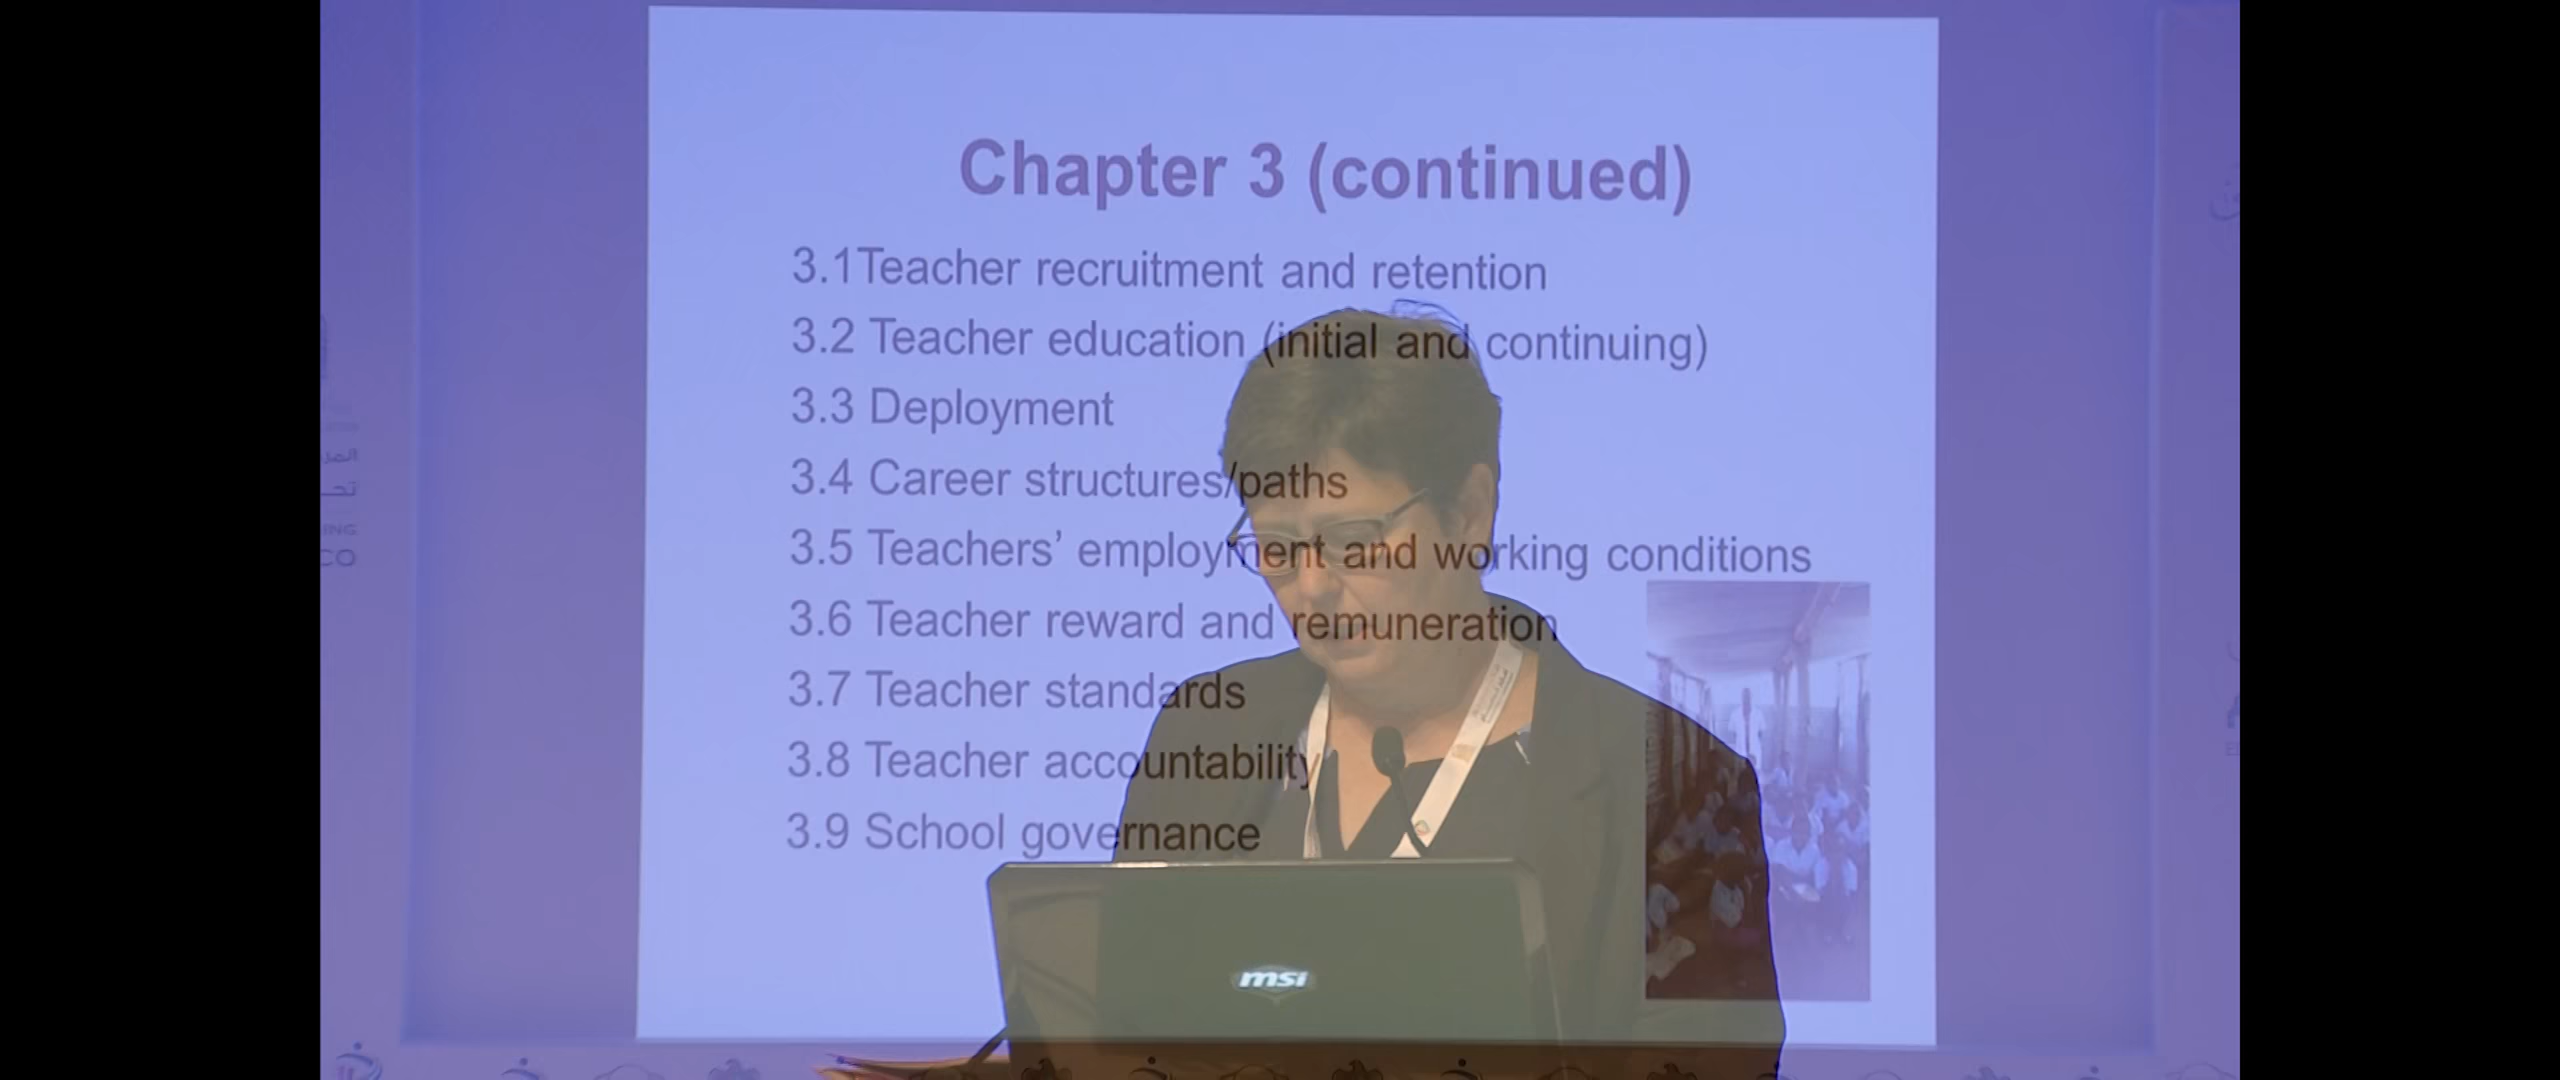 Chapter 3 (continued)
3.1Teacher recruitment and retention
3.2 Teacher education (initial and continuing)
3.3 Deployment
3.4 Career structures/paths
3.5 Teachers’ employment and working conditions
3.6 Teacher reward and remuneration
3.7 Teacher standards
3.8 Teacher accountability
3.9 School governance
msi